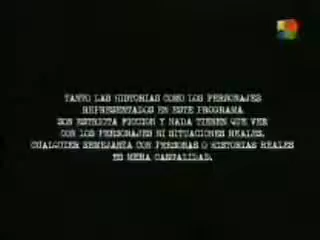 TANTO LAS HISTORIAS COMO LOS PERSONAJES
REPRESENTADOS EN ESTE PROGRAMA
SON ESTRICTA FICCION Y NADA TIENEN QUE VER
CON LOS PERSONAJES NI SITUACIONES REALES.
CUALQUIER SEMEJANZA CON PERSONAS O HISTORIAS REALES
ES MERA CASUALIDAD.